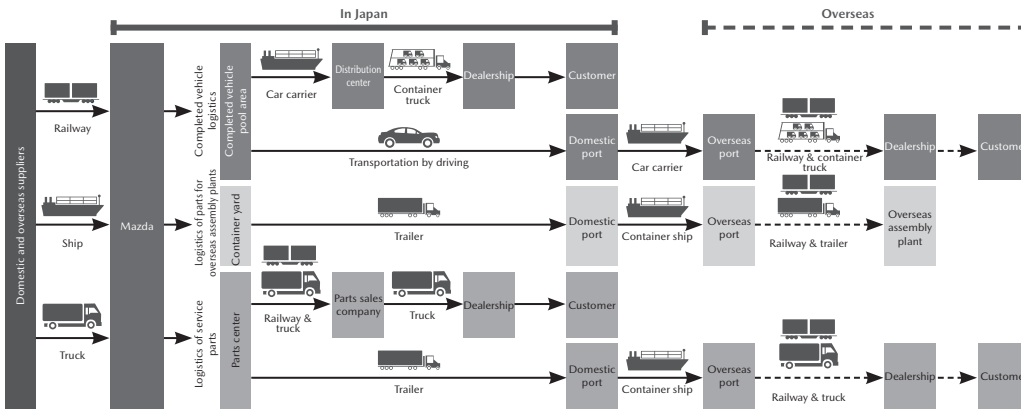 In Japan
Overseas
Domestic and overseas suppliers
Railway
Ship
Truck
Mazda
Completed vehicle
logistics
Completed vehicle
pool area
Car carrier
Distribution
center
Container
truck
Dealership
Customer
Transportation by driving
Domestic
port
Car carrier
Overseas
port
Railway & container
truck
Dealership
Customer
Logistics of parts for
overseas assembly plants
Container yard
Trailer
Domestic
port
Container ship
Overseas
port
Railway & trailer
Overseas
assembly
plant
Logistics of service
parts
Parts center
Railway &
truck
Parts sales
company
Truck
Dealership
Customer
Trailer
Domestic
port
Container ship
Overseas
port
Railway & truck
Dealership
Customer